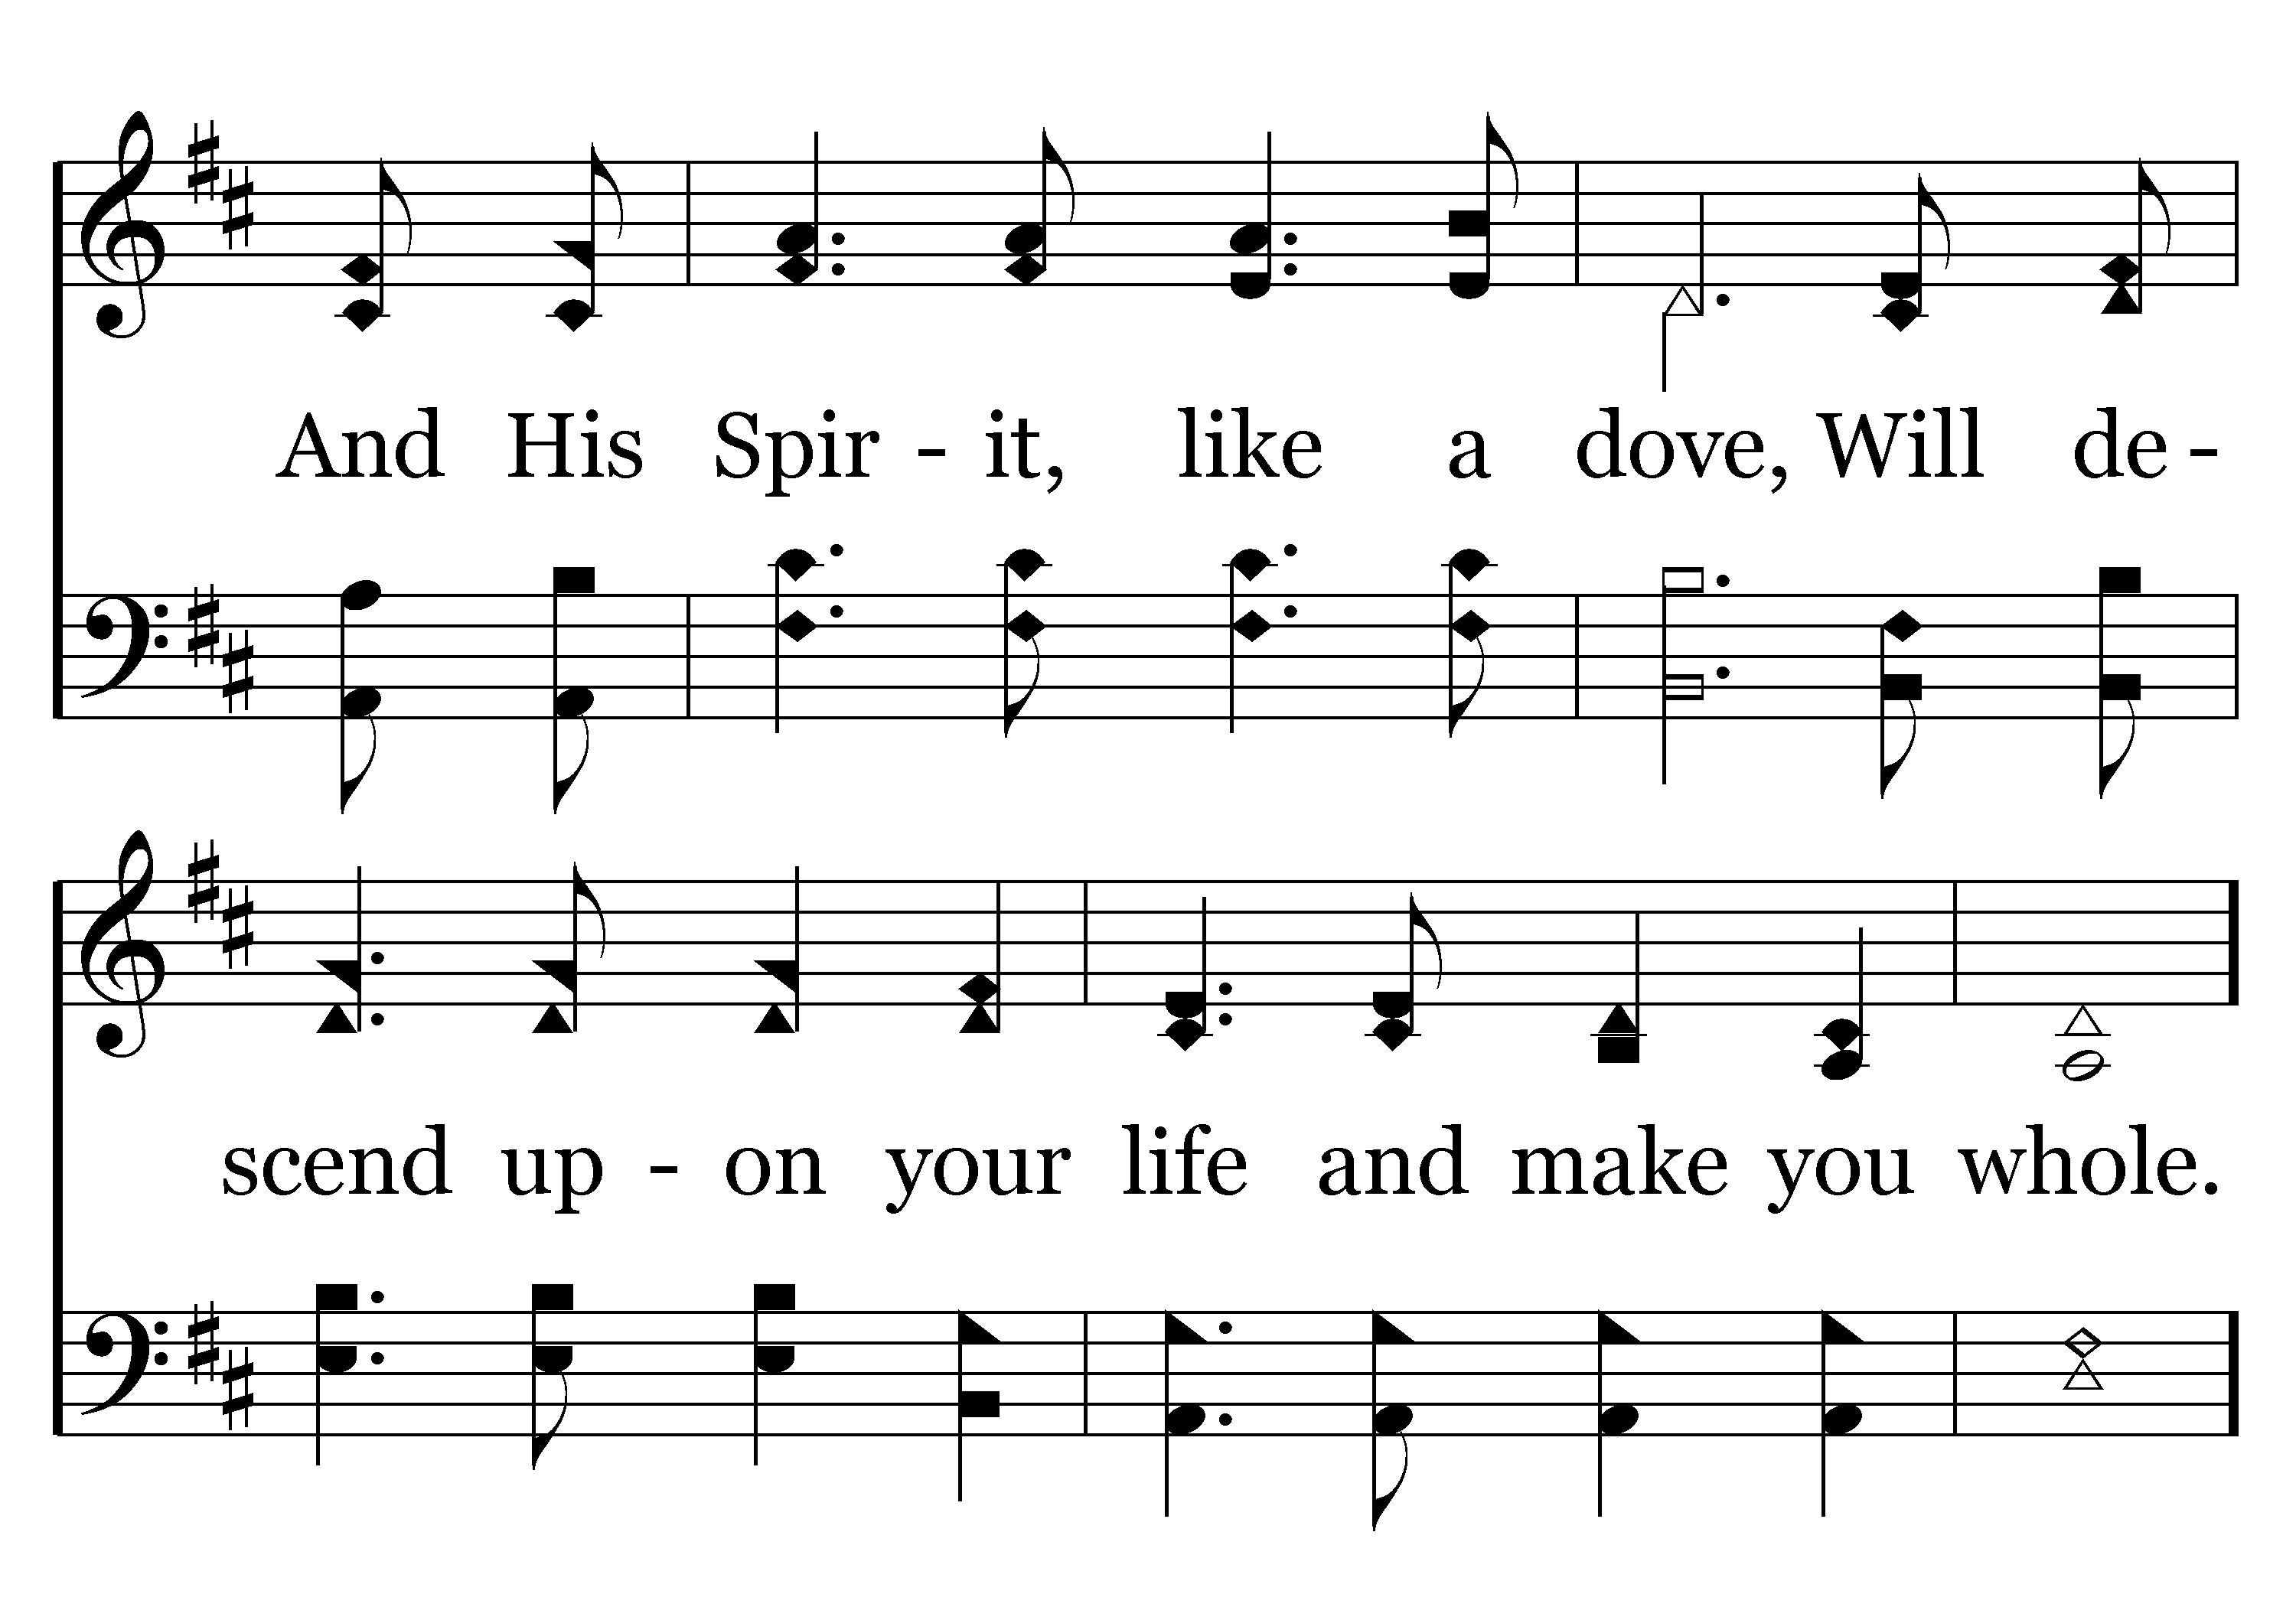 And His Spir - it, like a dove, Will de -
scend up - on your life and make you whole.